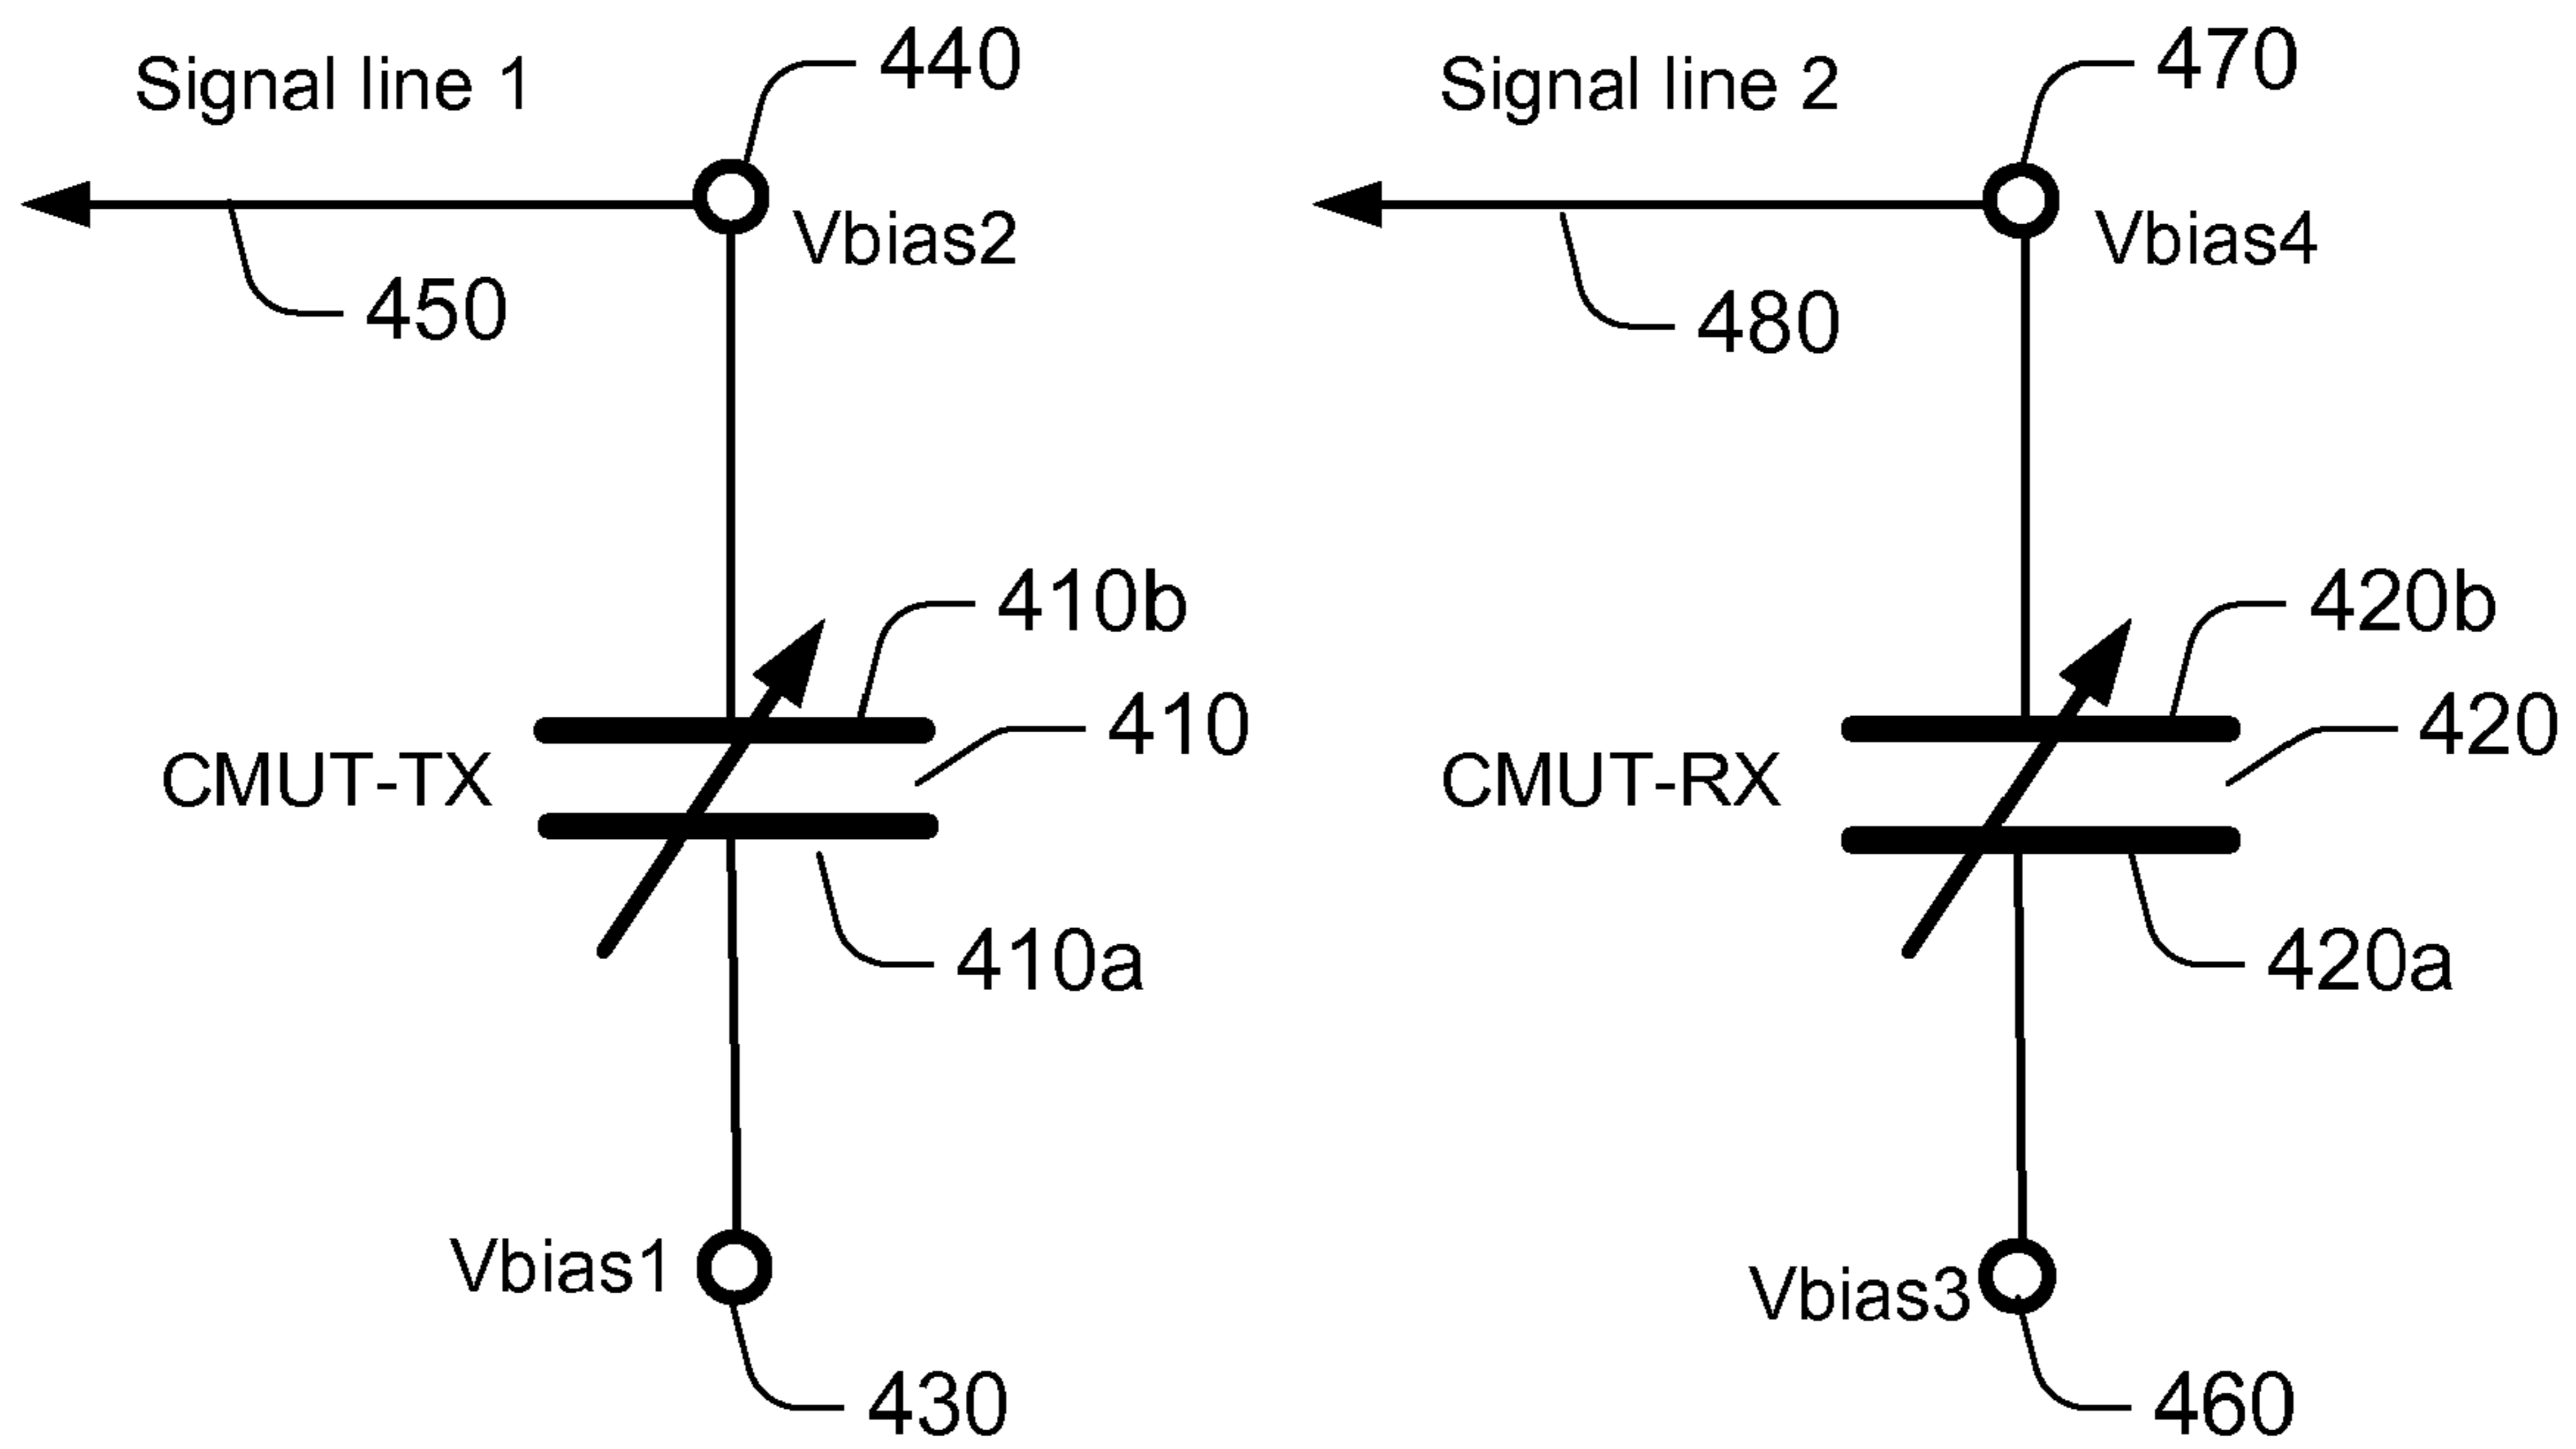 Signal line 1
440
Vbias2
450
410b
410
CMUT-TX
410a
Vbias1
430
Signal line 2
470
Vbias4
480
420b
420
CMUT-RX
420a
Vbias3
460